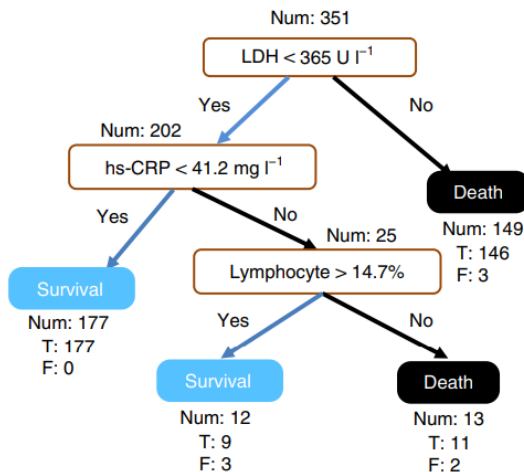 Num: 351
LDH < 365 U l⁻¹
Yes
No
Num: 202
hs-CRP < 41.2 mg l⁻¹
Death
Num: 149
T: 146
F: 3
Yes
No
Num: 25
Lymphocyte > 14.7%
Survival
Num: 177
T: 177
F: 0
Yes
No
Survival
Num: 12
T: 9
F: 3
Death
Num: 13
T: 11
F: 2